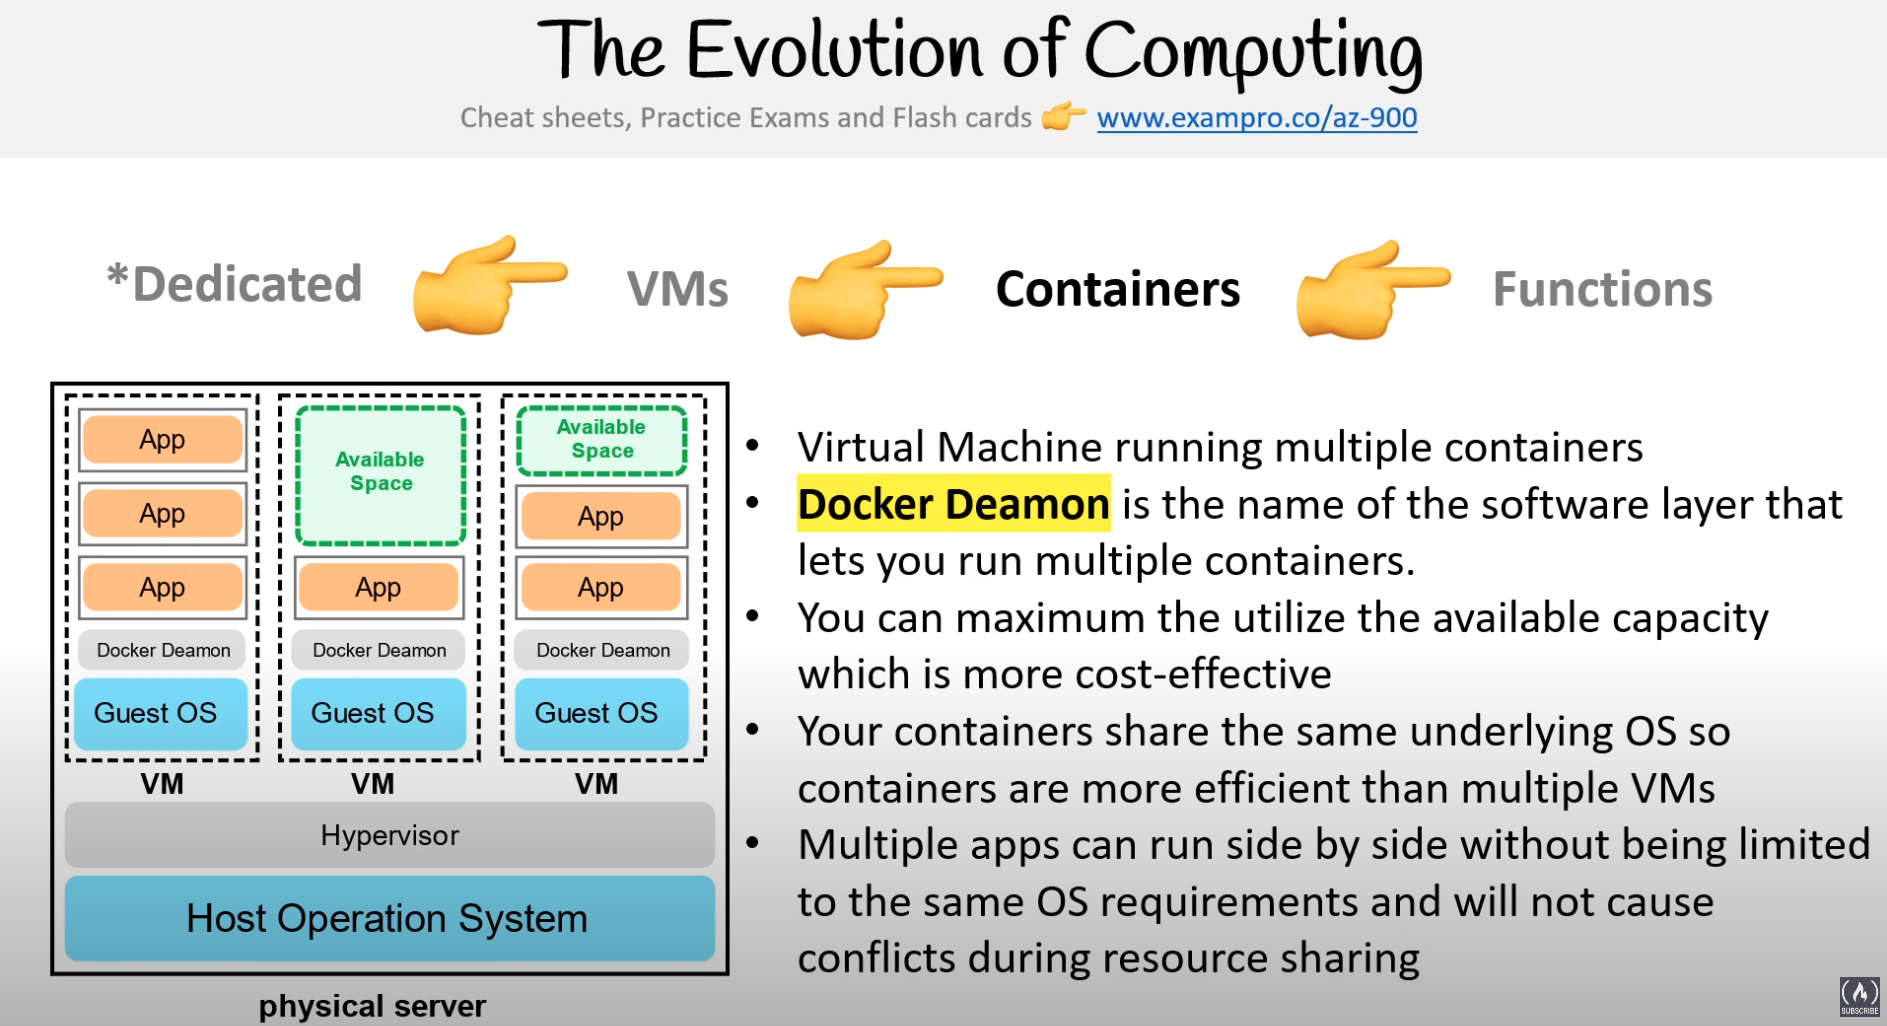 The Evolution of Computing
Cheat sheets, Practice Exams and Flash cards www.exampro.co/az-900
*Dedicated
VMs
Containers
Functions
App
App
App
Docker Deamon
Guest OS
VM
Available
Space
App
Docker Deamon
Guest OS
VM
Available
Space
App
App
Docker Deamon
Guest OS
VM
Hypervisor
Host Operation System
physical server
• Virtual Machine running multiple containers
• Docker Deamon is the name of the software layer that
lets you run multiple containers.
• You can maximum the utilize the available capacity
which is more cost-effective
• Your containers share the same underlying OS so
containers are more efficient than multiple VMs
• Multiple apps can run side by side without being limited
to the same OS requirements and will not cause
conflicts during resource sharing
SUBSCRIBE